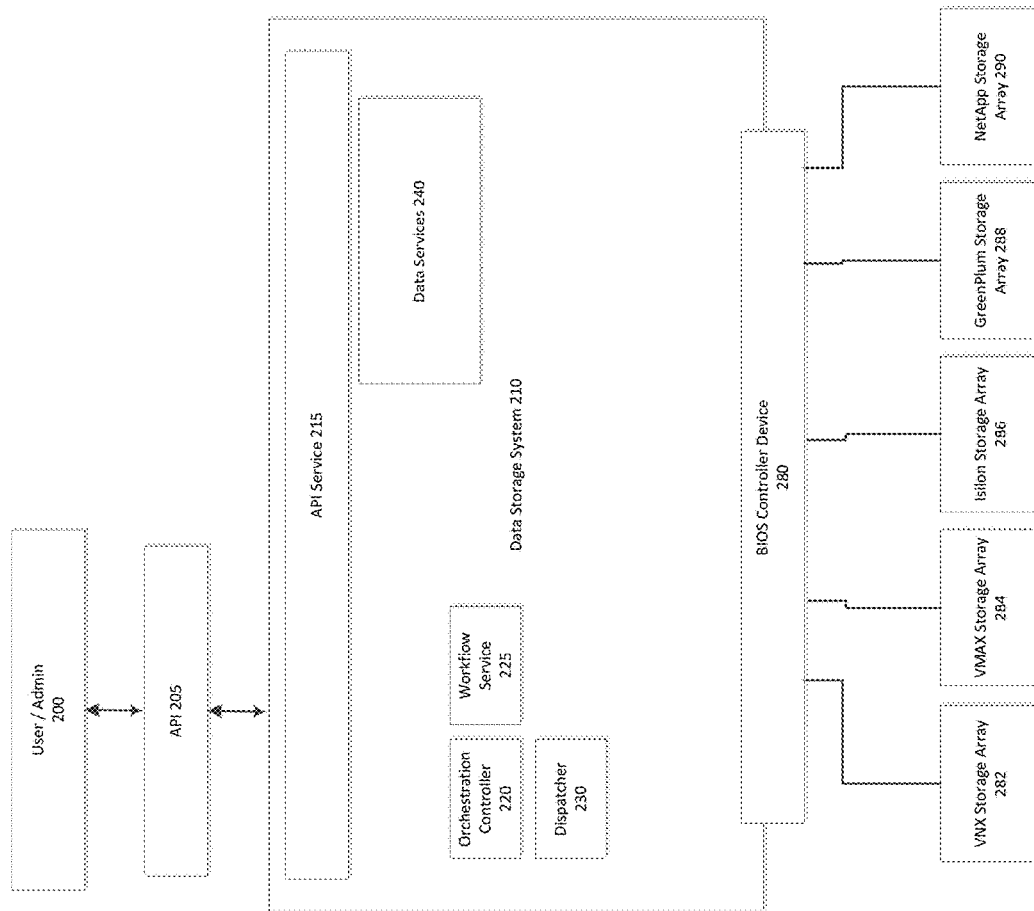 User / Admin
200
API 205
API Service 215
Data Services 240
Data Storage System 210
Workflow
Service
225
Orchestration
Controller
220
Dispatcher
230
BIOS Controller Device
280
VNX Storage Array
282
VMAX Storage Array
284
Isilon Storage Array
286
GreenPlum Storage
Array 288
NetApp Storage
Array 290